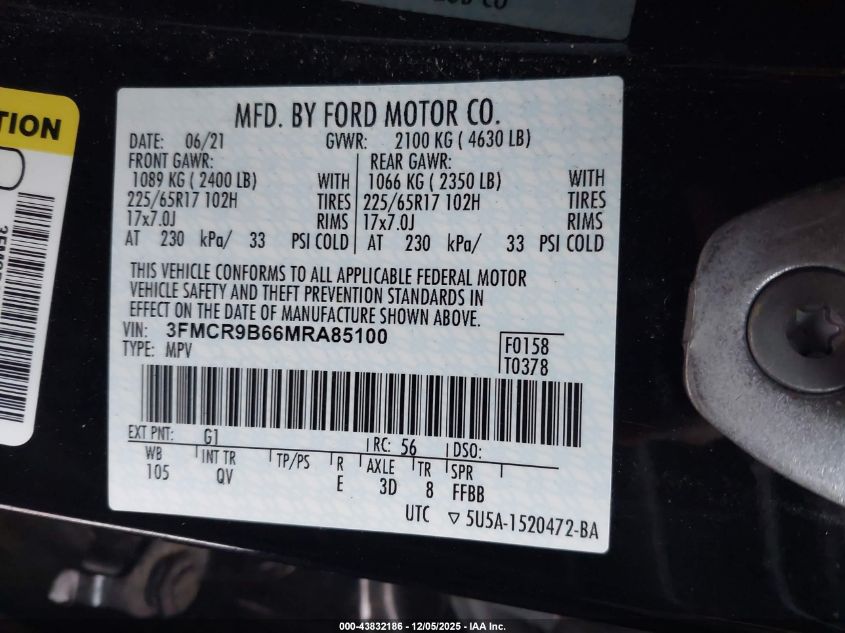 MFD. BY FORD MOTOR CO.
DATE: 06/21 GVWR: 2100 KG ( 4630 LB)
FRONT GAWR: REAR GAWR:
1089 KG ( 2400 LB) WITH 1066 KG ( 2350 LB) WITH
225/65R17 102H TIRES 225/65R17 102H TIRES
17x7.0J RIMS 17x7.0J RIMS
AT 230 kPa/ 33 PSI COLD AT 230 kPa/ 33 PSI COLD
THIS VEHICLE CONFORMS TO ALL APPLICABLE FEDERAL MOTOR
VEHICLE SAFETY AND THEFT PREVENTION STANDARDS IN
EFFECT ON THE DATE OF MANUFACTURE SHOWN ABOVE.
VIN: 3FMCR9B66MRA85100
TYPE: MPV
F0158
T0378
EXT PNT: G1 RC: 56 DSO:
WB INT TR TP/PS R AXLE TR SPR
105 QV E 3D 8 FFBB
UTC ▽ 5U5A-1520472-BA
000-43832186 - 12/05/2025 - IAA Inc.